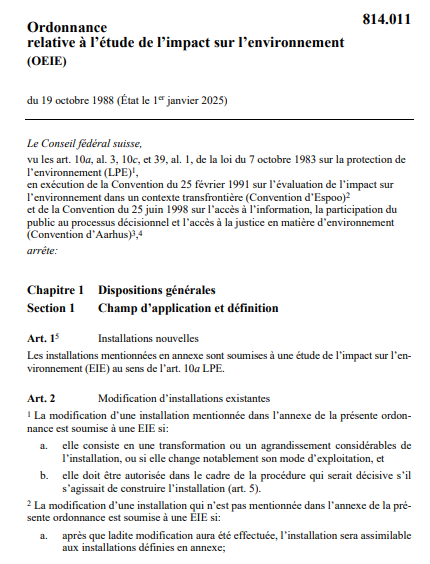 814.011
Ordonnance
relative à l’étude de l’impact sur l’environnement
(OEIE)
du 19 octobre 1988 (État le 1er janvier 2025)
Le Conseil fédéral suisse,
vu les art. 10a, al. 3, 10c, et 39, al. 1, de la loi du 7 octobre 1983 sur la protection de
l’environnement (LPE)1,
en exécution de la Convention du 25 février 1991 sur l’évaluation de l’impact sur
l’environnement dans un contexte transfrontière (Convention d’Espoo)2
et de la Convention du 25 juin 1998 sur l’accès à l’information, la participation du
public au processus décisionnel et l’accès à la justice en matière d’environnement
(Convention d’Aarhus)3,4
arrête:
Chapitre 1 Dispositions générales
Section 1 Champ d’application et définition
Art. 15 Installations nouvelles
Les installations mentionnées en annexe sont soumises à une étude de l’impact sur l’en-
vironnement (EIE) au sens de l’art. 10a LPE.
Art. 2 Modification d’installations existantes
1 La modification d’une installation mentionnée dans l’annexe de la présente ordon-
nance est soumise à une EIE si:
a. elle consiste en une transformation ou un agrandissement considérables de
l’installation, ou si elle change notablement son mode d’exploitation, et
b. elle doit être autorisée dans le cadre de la procédure qui serait décisive s’il
s’agissait de construire l’installation (art. 5).
2 La modification d’une installation qui n’est pas mentionnée dans l’annexe de la pré-
sente ordonnance est soumise à une EIE si:
a. après que ladite modification aura été effectuée, l’installation sera assimilable
aux installations définies en annexe;